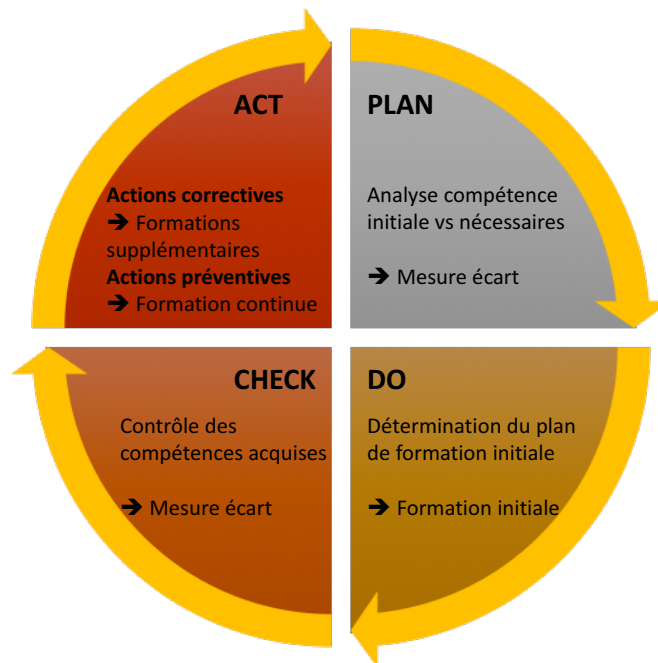 ACT
Actions correctives
➔ Formations
supplémentaires
Actions préventives
➔ Formation continue
PLAN
Analyse compétence
initiale vs nécessaires
➔ Mesure écart
CHECK
Contrôle des
compétences acquises
➔ Mesure écart
DO
Détermination du plan
de formation initiale
➔ Formation initiale